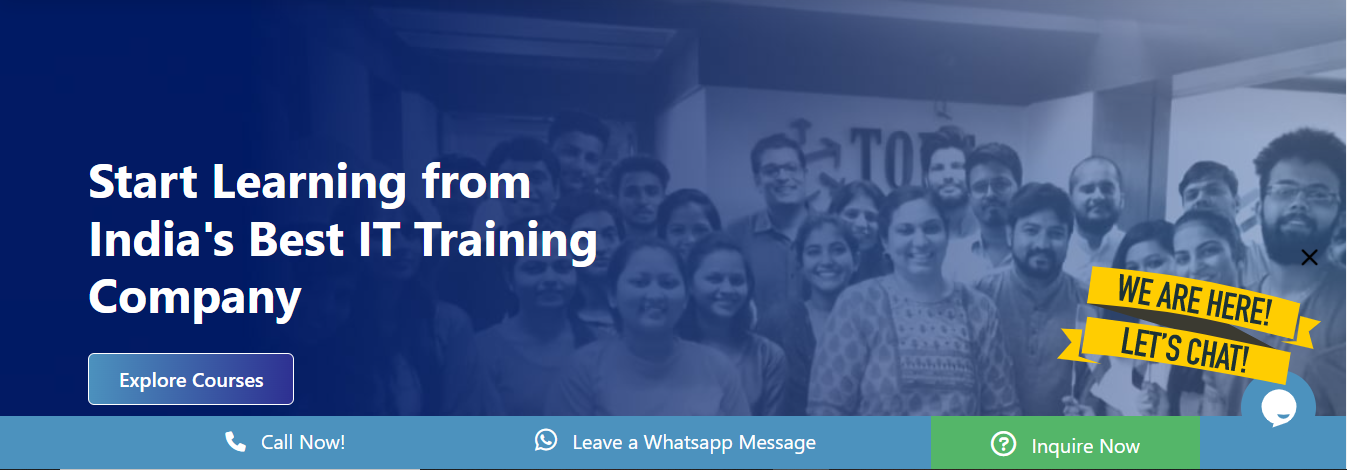 Start Learning from
India's Best IT Training
Company
Explore Courses
WE ARE HERE!
LET'S CHAT!
Call Now!
Leave a Whatsapp Message
Inquire Now